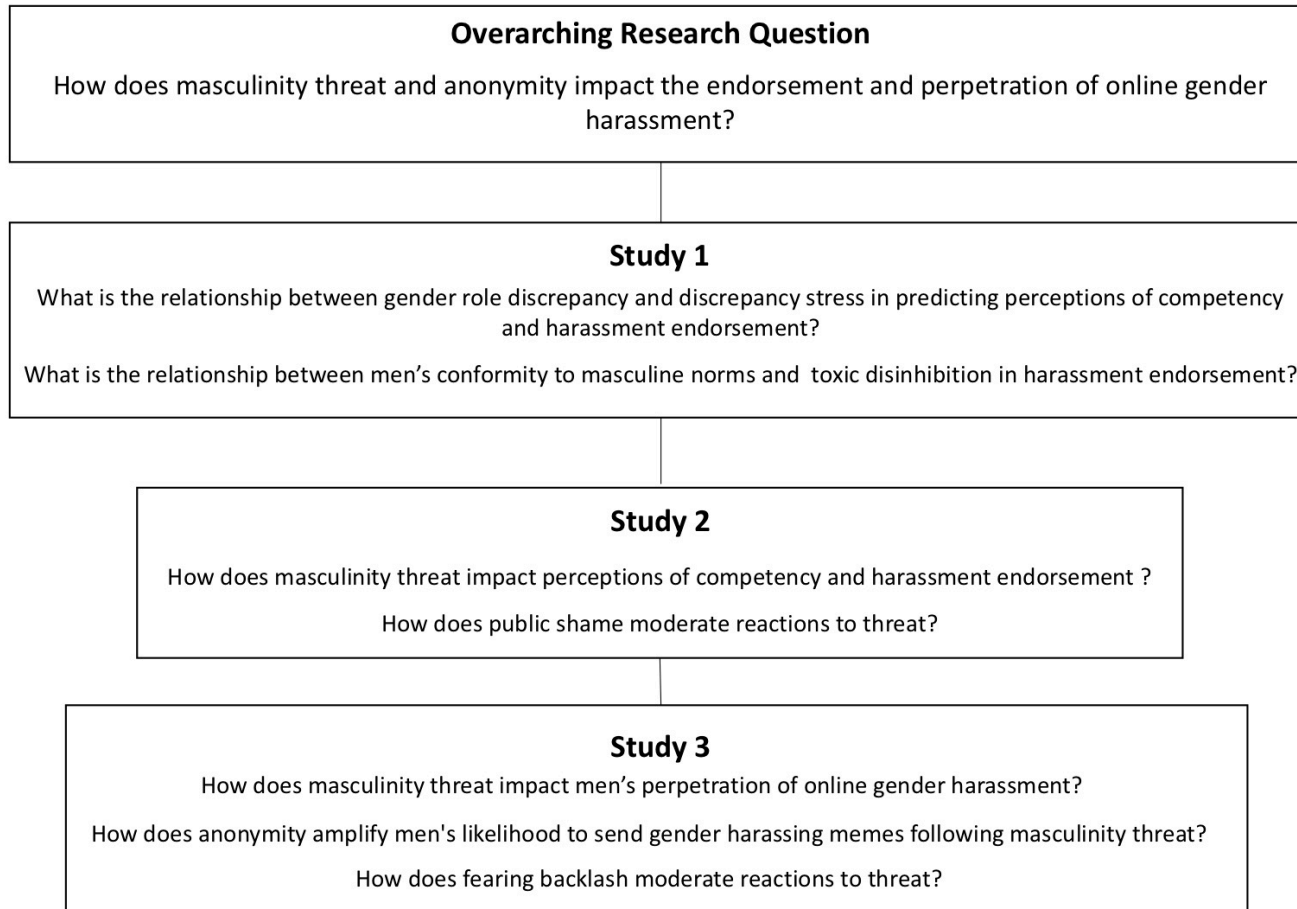 Overarching Research Question
How does masculinity threat and anonymity impact the endorsement and perpetration of online gender
harassment?
Study 1
What is the relationship between gender role discrepancy and discrepancy stress in predicting perceptions of competency
and harassment endorsement?
What is the relationship between men’s conformity to masculine norms and  toxic disinhibition in harassment endorsement?
Study 2
How does masculinity threat impact perceptions of competency and harassment endorsement ?
How does public shame moderate reactions to threat?
Study 3
How does masculinity threat impact men’s perpetration of online gender harassment?
How does anonymity amplify men's likelihood to send gender harassing memes following masculinity threat?
How does fearing backlash moderate reactions to threat?